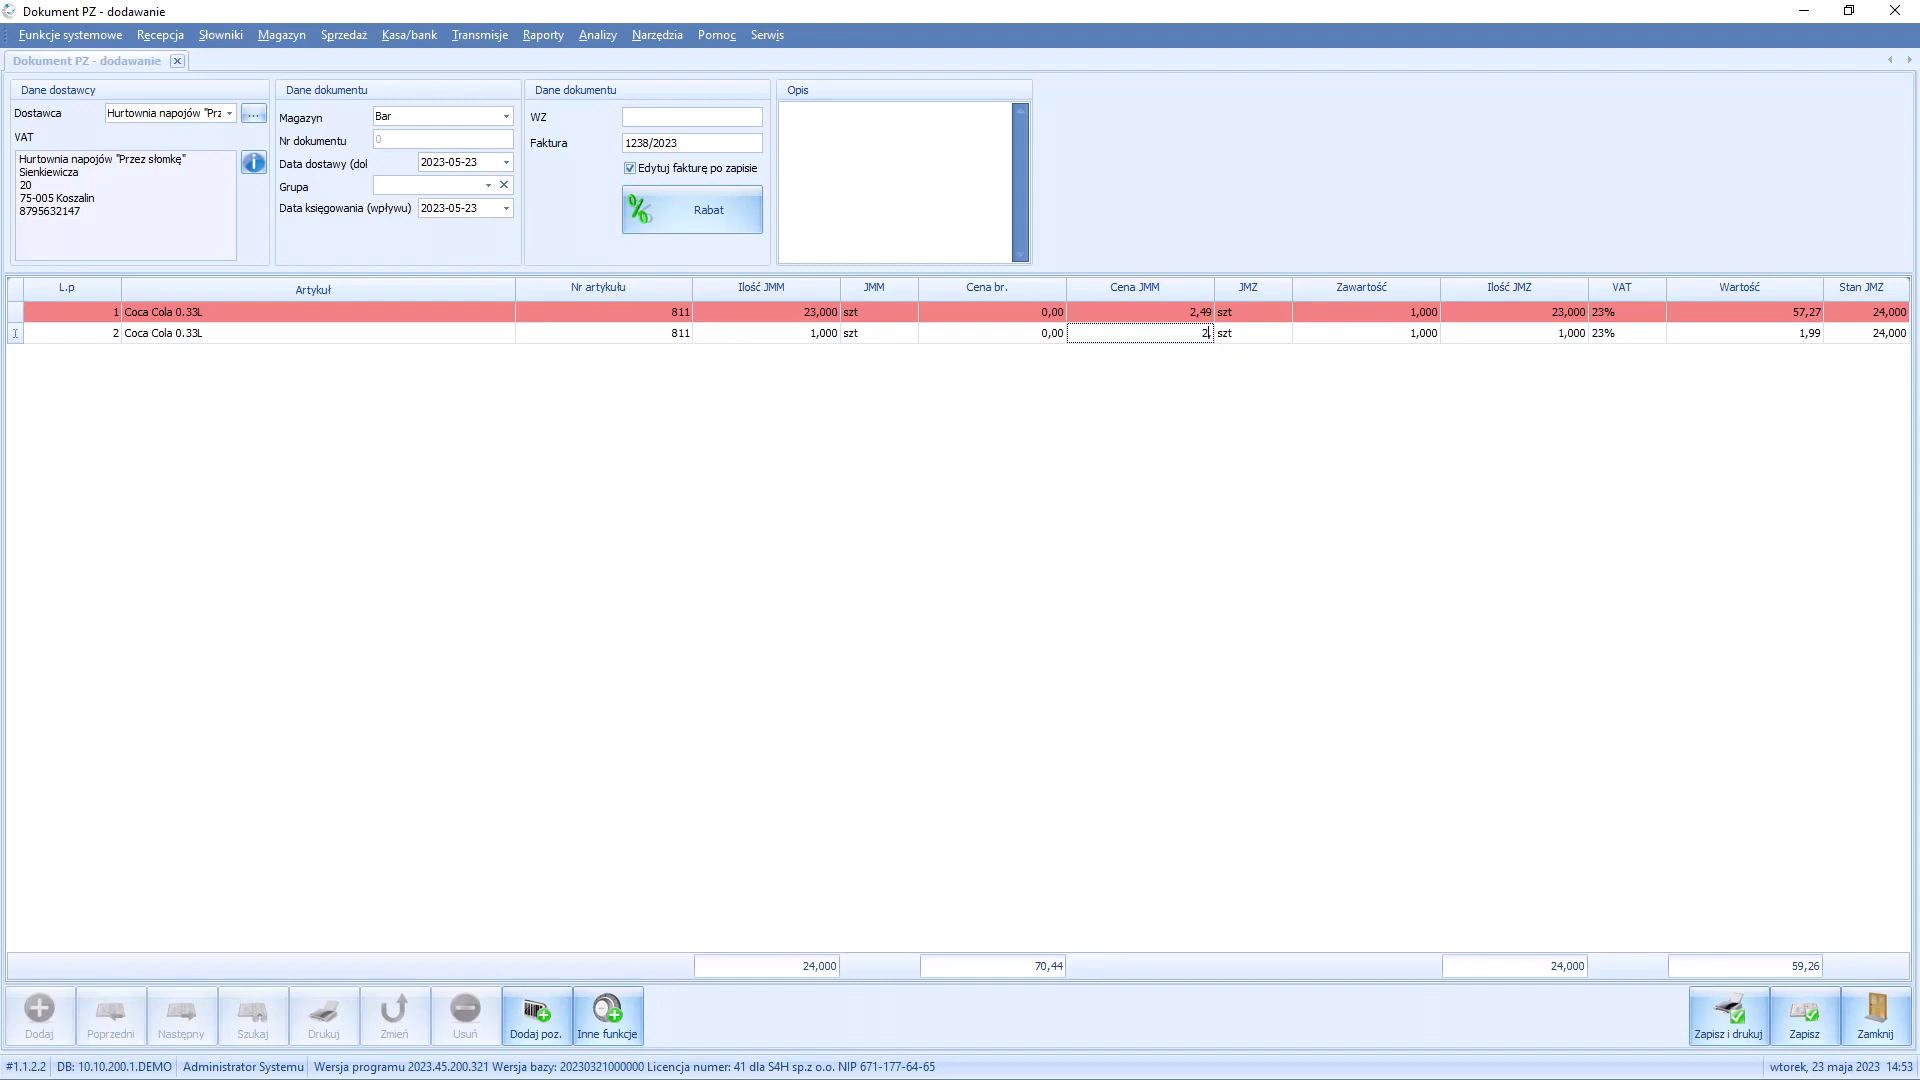 Dokument PZ - dodawanie
Funkcje systemowe Recepcja Słowniki Magazyn Sprzedaż Kasa/bank Transmisje Raporty Analizy Narzędzia Pomoc Serwis
Dokument PZ - dodawanie
Dane dostawcy
Dostawca Hurtownia napojów "Prz ...
VAT
Hurtownia napojów "Przez słomkę"
Sienkiewicza
20
75-005 Koszalin
8795632147
Dane dokumentu
Magazyn Bar
Nr dokumentu 0
Data dostawy (dol 2023-05-23
Grupa
Data księgowania (wpływu) 2023-05-23
Dane dokumentu
WZ
Faktura 1238/2023
Edytuj fakturę po zapisie
Rabat
Opis
L.p Artykuł Nr artykułu Ilość JMM JMM Cena br. Cena JMM JMZ Zawartość Ilość JMZ VAT Wartość Stan JMZ
1 Coca Cola 0.33L 811 23,000 szt 0,00 2,49 szt 1,000 23,000 23% 57,27 24,000
2 Coca Cola 0.33L 811 1,000 szt 0,00 2, szt 1,000 1,000 23% 1,99 24,000
24,000 70,44 24,000 59,26
Dodaj Poprzedni Następny Szukaj Drukuj Zmień Usuń Dodaj poz. Inne funkcje Zapisz i drukuj Zapisz Zamknij
#1.1.2.2 DB: 10.10.200.1.DEMO Administrator Systemu Wersja programu 2023.45.200.321 Wersja bazy: 20230321000000 Licencja numer: 41 dla S4H sp.z o.o. NIP 671-177-64-65 wtorek, 23 maja 2023 14:53